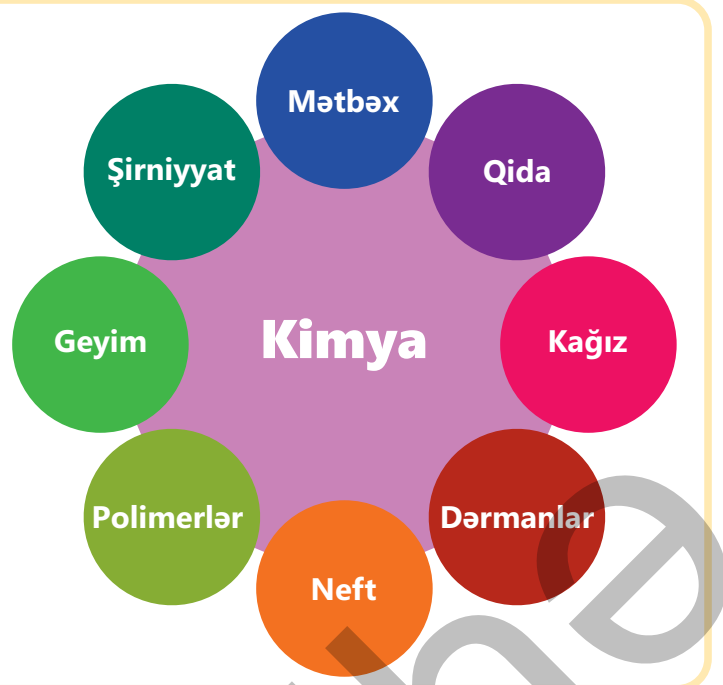 Mətbəx
Şirniyyat
Qida
Geyim
Kimya
Kağız
Polimerlər
Dərmanlar
Neft